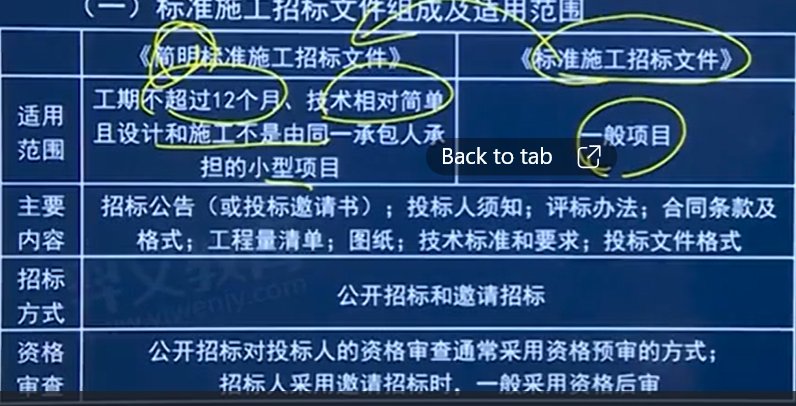 （一）标准施工招标文件组成及适用范围
《简明标准施工招标文件》
《标准施工招标文件》
适用
范围
工期不超过12个月、技术相对简单
且设计和施工不是由同一承包人承
担的小型项目
一般项目
Back to tab
主要
内容
招标公告（或投标邀请书）；投标人须知；评标办法；合同条款及
格式；工程量清单；图纸；技术标准和要求；投标文件格式
招标
方式
公开招标和邀请招标
资格
审查
公开招标对投标人的资格审查通常采用资格预审的方式；
招标人采用邀请招标时，一般采用资格后审